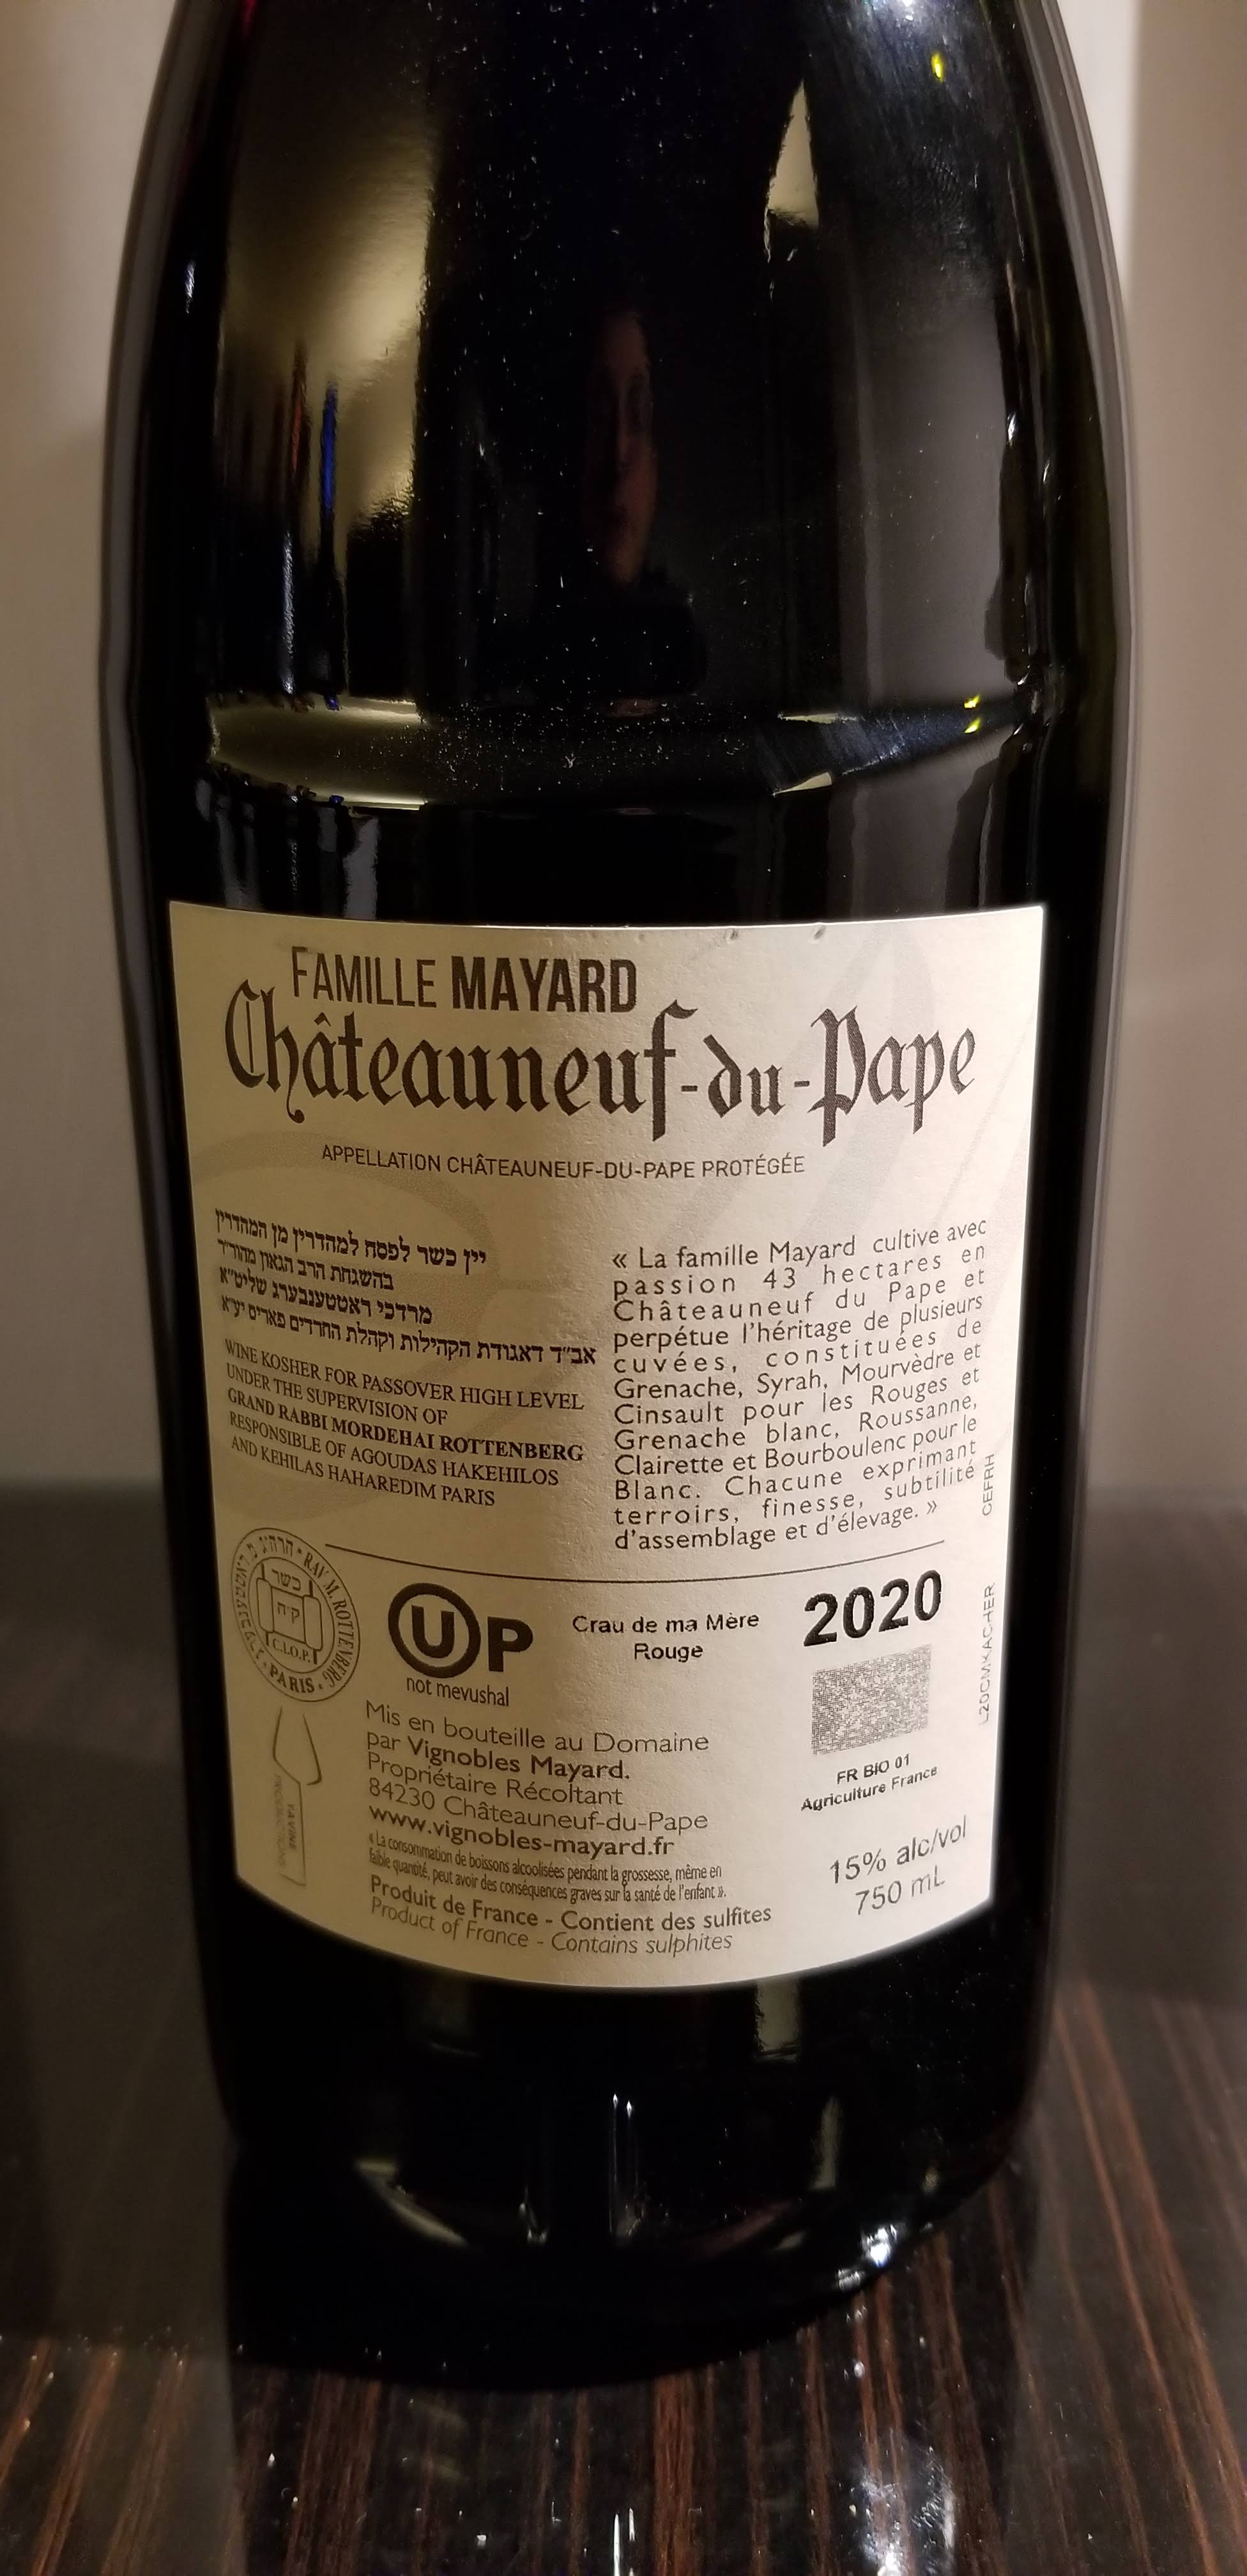 FAMILLE MAYARD
Châteauneuf-du-Pape
APPELLATION CHÂTEAUNEUF-DU-PAPE PROTÉGÉE
יין כשר לפסח למהדרין מן המהדרין
בהשגחת הרב הגאון מהור"ר
מרדכי ראטטענבערג שליט"א
אב"ד דאגודת הקהילות וקהלת החרדים פאריס יע"א
WINE KOSHER FOR PASSOVER HIGH LEVEL
UNDER THE SUPERVISION OF
GRAND RABBI MORDEHAI ROTTENBERG
RESPONSIBLE OF AGOUDAS HAKEHILOS
AND KEHILAS HAHAREDIM PARIS
« La famille Mayard cultive avec
passion 43 hectares en
Châteauneuf du Pape et
perpétue l'héritage de plusieurs
cuvées, constituées de
Grenache, Syrah, Mourvèdre et
Cinsault pour les Rouges et
Grenache blanc, Roussanne,
Clairette et Bourboulenc pour le
Blanc. Chacune exprimant
terroirs, finesse, subtilité
d'assemblage et d'élevage. »
CEFRH
L20CMKACHER
RAV M. ROTTENBERG
כשר
ק"ח
C.I.O.P.
PARIS
U P
not mevushal
Crau de ma Mère
Rouge
2020
FR BIO 01
Agriculture France
15% alc/vol
750 mL
Mis en bouteille au Domaine
par Vignobles Mayard.
Propriétaire Récoltant
84230 Châteauneuf-du-Pape
www.vignobles-mayard.fr
« La consommation de boissons alcoolisées pendant la grossesse, même en
faible quantité, peut avoir des conséquences graves sur la santé de l'enfant ».
Produit de France - Contient des sulfites
Product of France - Contains sulphites